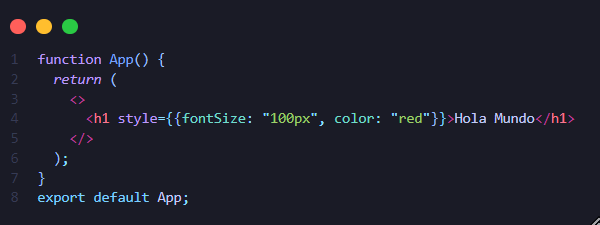 1 function App() {
2   return (
3     <>
4       <h1 style={{fontSize: "100px", color: "red"}}>Hola Mundo</h1>
5     </>
6   );
7 }
8 export default App;